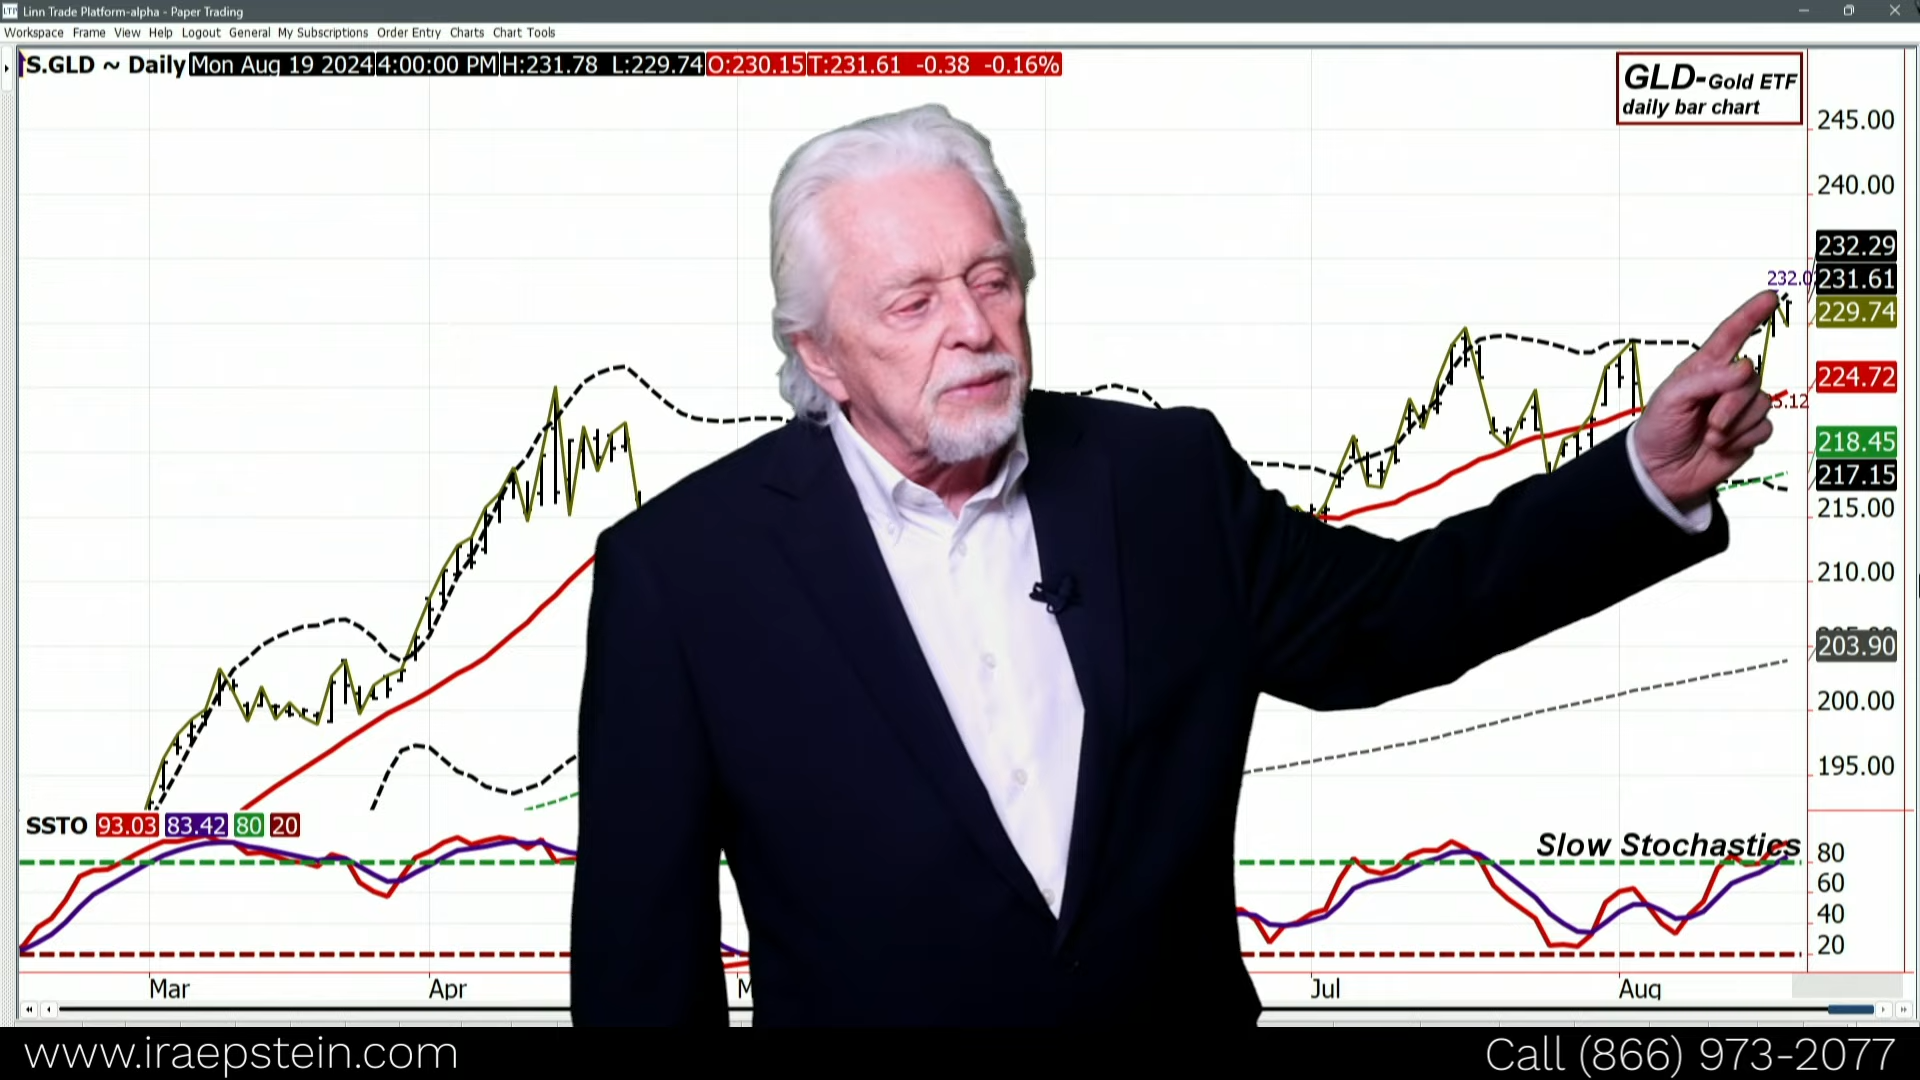 Linn Trade Platform-alpha - Paper Trading
Workspace Frame View Help Logout General My Subscriptions Order Entry Charts Chart Tools
S.GLD ~ Daily Mon Aug 19 2024 4:00:00 PM H:231.78 L:229.74 O:230.15 T:231.61 -0.38 -0.16%
GLD-Gold ETF
daily bar chart
245.00
240.00
232.29
231.61
229.74
224.72
218.45
217.15
215.00
210.00
203.90
200.00
195.00
SSTO 93.03 83.42 80 20
Slow Stochastics
80
60
40
20
Mar Apr Jul Aug
www.iraepstein.com Call (866) 973-2077